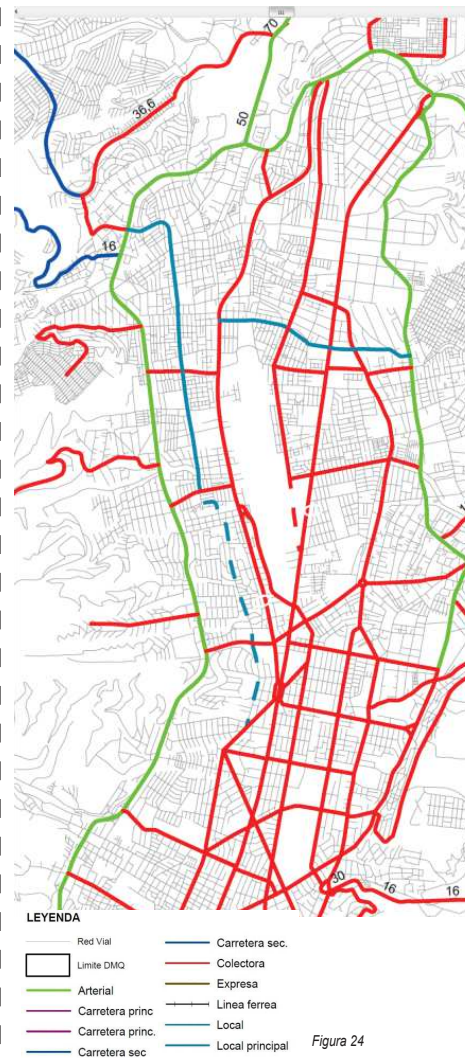 70
36,6
50
16
30
16
16
LEYENDA
Red Vial
Limite DMQ
Arterial
Carretera princ
Carretera princ.
Carretera sec
Carretera sec.
Colectora
Expresa
Linea ferrea
Local
Local principal
Figura 24